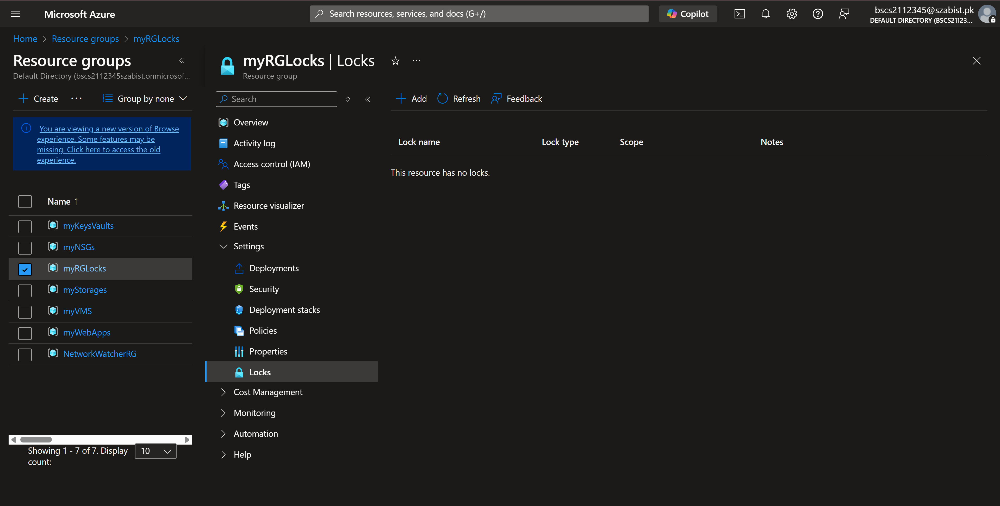 Microsoft Azure
Search resources, services, and docs (G+/)
Copilot
bscs2112345@szabist.pk
DEFAULT DIRECTORY (BSCS21123...
Home > Resource groups > myRGLocks
Resource groups
Default Directory (bscs2112345szabist.onmicrosof...
Create
Group by none
You are viewing a new version of Browse
experience. Some features may be
missing. Click here to access the old
experience.
Name ↑
myKeysVaults
myNSGs
myRGLocks
myStorages
myVMS
myWebApps
NetworkWatcherRG
Showing 1 - 7 of 7. Display
count:
10
myRGLocks | Locks
Resource group
Search
Overview
Activity log
Access control (IAM)
Tags
Resource visualizer
Events
Settings
Deployments
Security
Deployment stacks
Policies
Properties
Locks
Cost Management
Monitoring
Automation
Help
Add
Refresh
Feedback
Lock name Lock type Scope Notes
This resource has no locks.